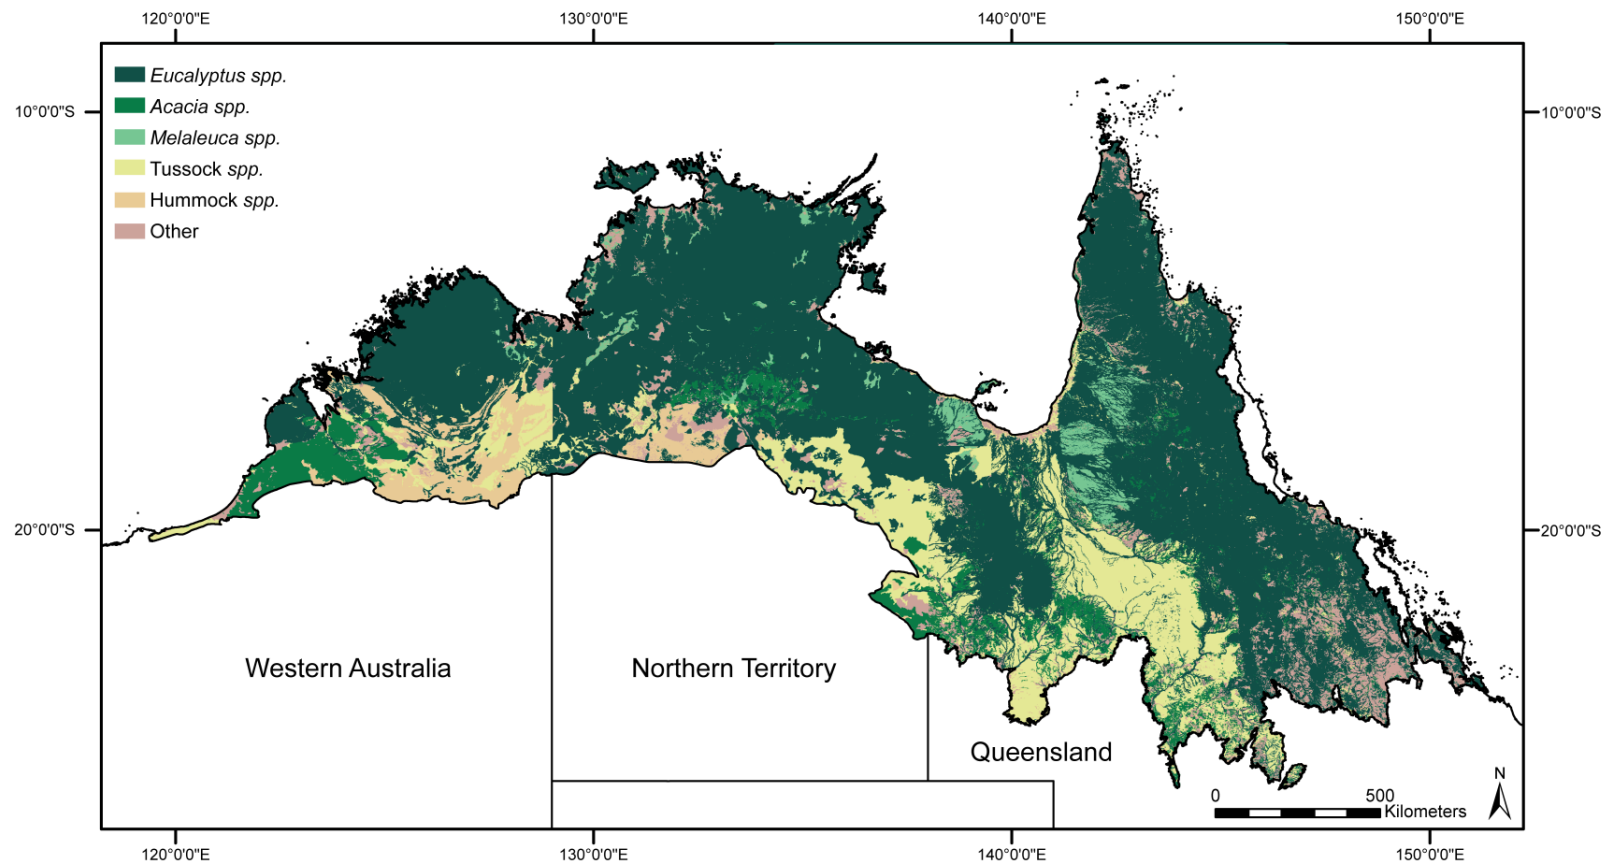 120°0'0"E 130°0'0"E 140°0'0"E 150°0'0"E
Eucalyptus spp.
Acacia spp.
Melaleuca spp.
Tussock spp.
Hummock spp.
Other
10°0'0"S 10°0'0"S
20°0'0"S 20°0'0"S
Western Australia
Northern Territory
Queensland
N
0 500
Kilometers
120°0'0"E 130°0'0"E 140°0'0"E 150°0'0"E